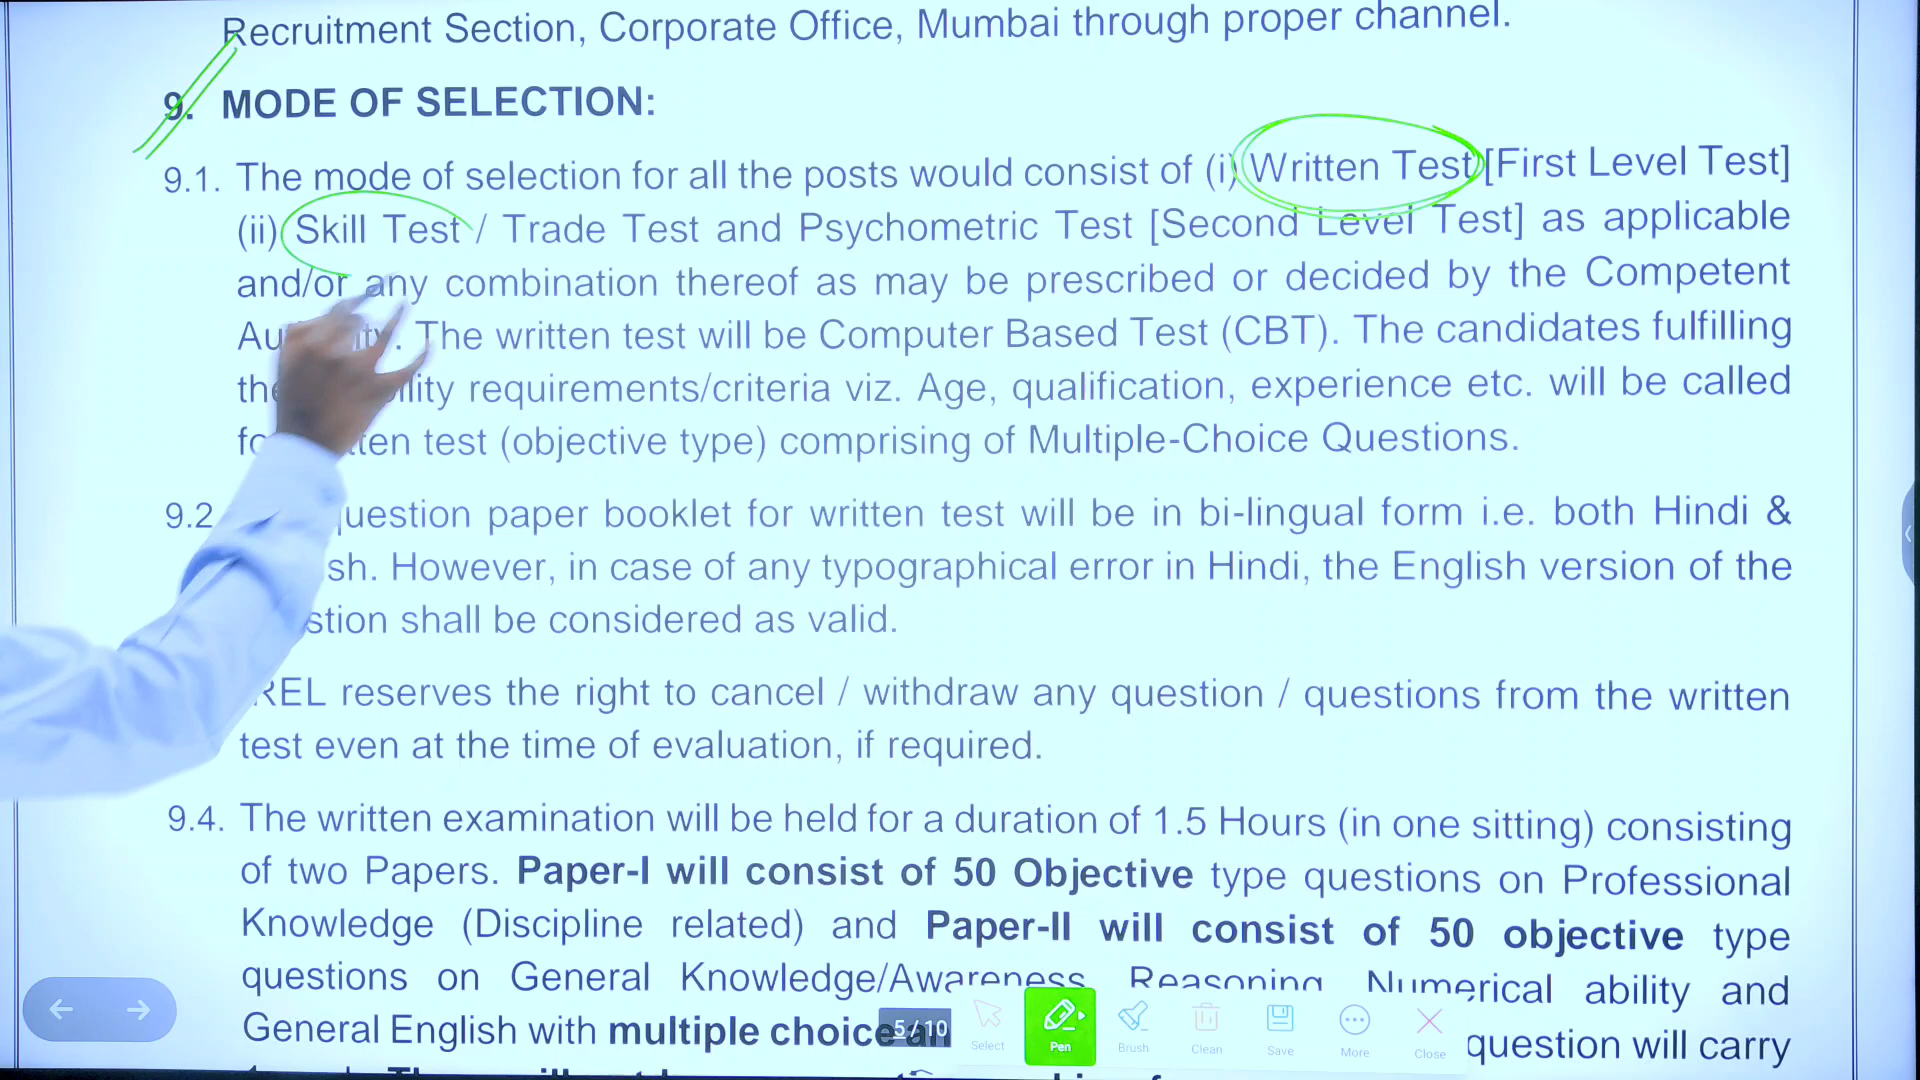 Recruitment Section, Corporate Office, Mumbai through proper channel.
9. MODE OF SELECTION:
9.1. The mode of selection for all the posts would consist of (i) Written Test [First Level Test]
(ii) Skill Test / Trade Test and Psychometric Test [Second Level Test] as applicable
and/or any combination thereof as may be prescribed or decided by the Competent
The written test will be Computer Based Test (CBT). The candidates fulfilling
requirements/criteria viz. Age, qualification, experience etc. will be called
test (objective type) comprising of Multiple-Choice Questions.
9.2 question paper booklet for written test will be in bi-lingual form i.e. both Hindi &
However, in case of any typographical error in Hindi, the English version of the
shall be considered as valid.
REL reserves the right to cancel / withdraw any question / questions from the written
test even at the time of evaluation, if required.
9.4. The written examination will be held for a duration of 1.5 Hours (in one sitting) consisting
of two Papers. Paper-I will consist of 50 Objective type questions on Professional
Knowledge (Discipline related) and Paper-II will consist of 50 objective type
questions on General Knowledge/Awareness Reasoning Numerical ability and
General English with multiple choice question will carry
5/10
Select
Pen
Brush
Clean
Save
More
Close